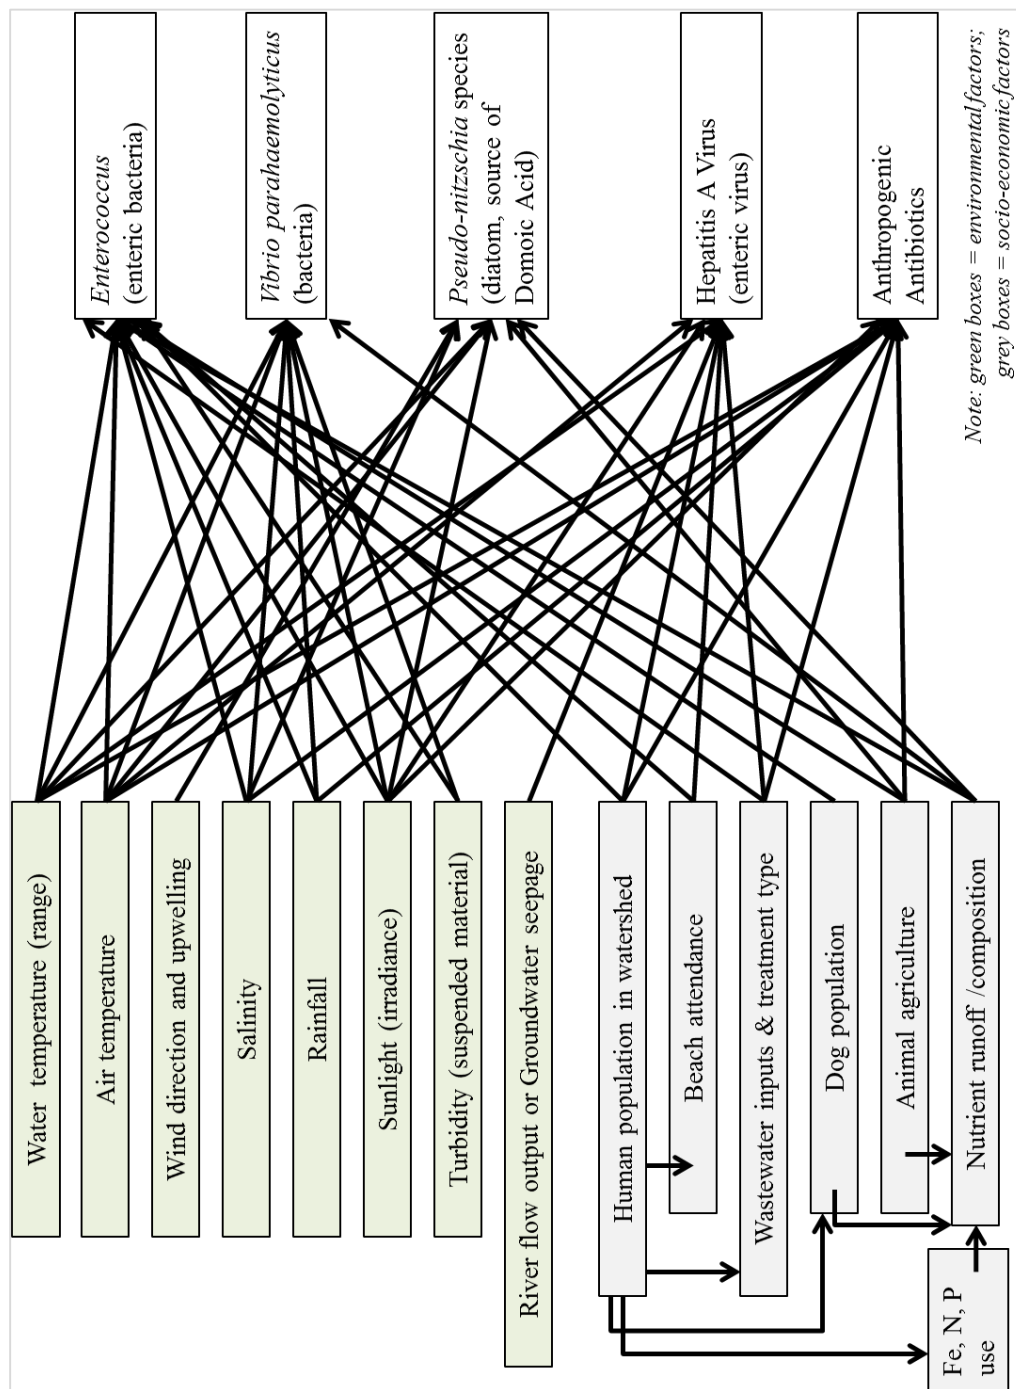 Water temperature (range)
Air temperature
Wind direction and upwelling
Salinity
Rainfall
Sunlight (irradiance)
Turbidity (suspended material)
River flow output or Groundwater seepage
Human population in watershed
Beach attendance
Wastewater inputs & treatment type
Dog population
Animal agriculture
Nutrient runoff /composition
Fe, N, P
use
Enterococcus
(enteric bacteria)
Vibrio parahaemolyticus
(bacteria)
Pseudo-nitzschia species
(diatom, source of
Domoic Acid)
Hepatitis A Virus
(enteric virus)
Anthropogenic
Antibiotics
Note: green boxes = environmental factors;
grey boxes = socio-economic factors